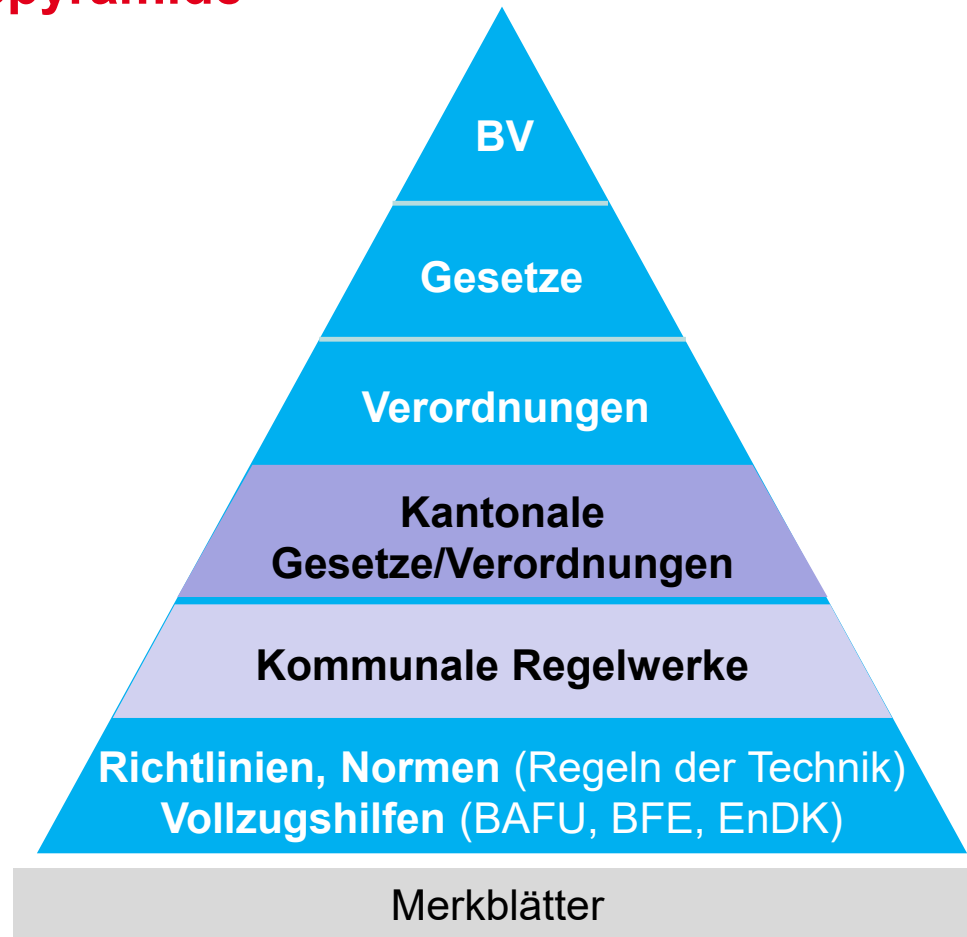 BV
Gesetze
Verordnungen
Kantonale
Gesetze/Verordnungen
Kommunale Regelwerke
Richtlinien, Normen (Regeln der Technik)
Vollzugshilfen (BAFU, BFE, EnDK)
Merkblätter